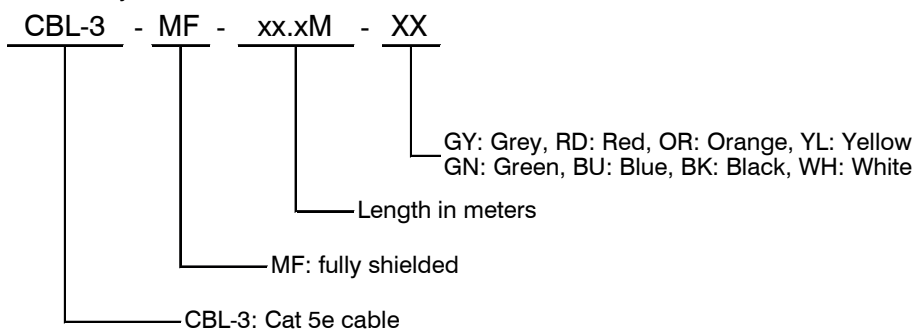 CBL-3 - MF - xx.xM - XX
GY: Grey, RD: Red, OR: Orange, YL: Yellow
GN: Green, BU: Blue, BK: Black, WH: White
Length in meters
MF: fully shielded
CBL-3: Cat 5e cable